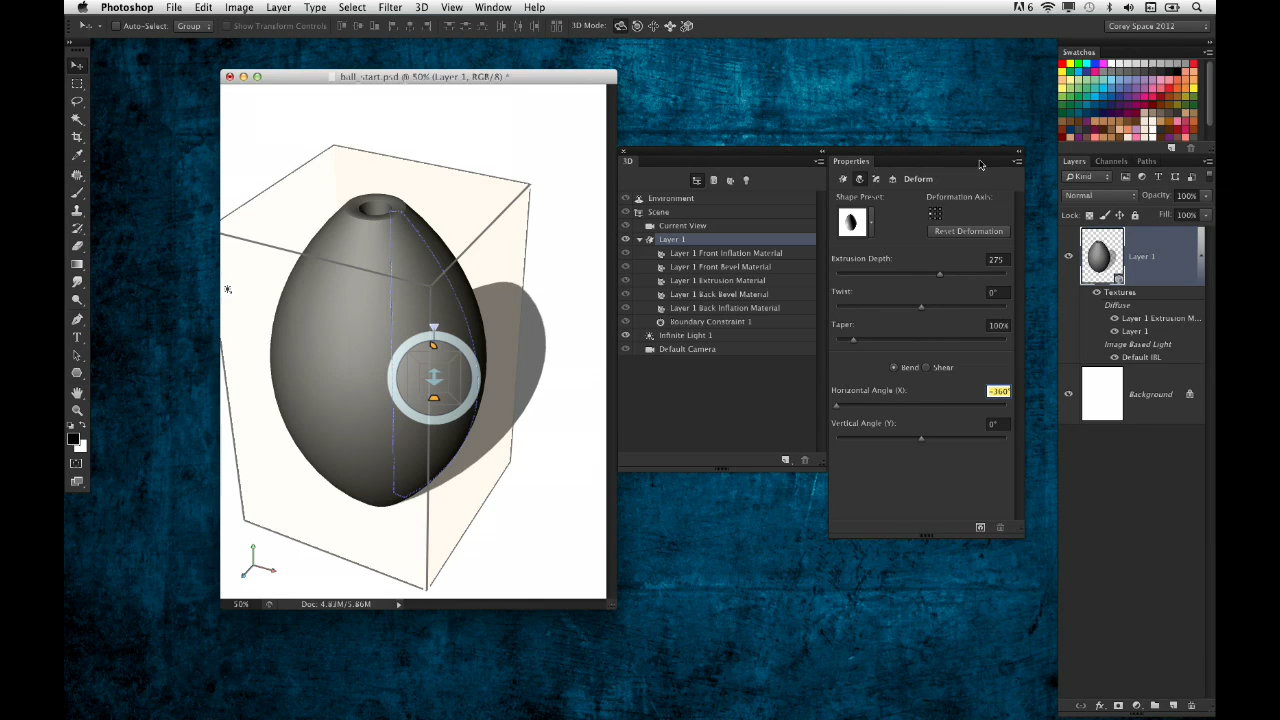 Photoshop File Edit Image Layer Type Select Filter 3D View Window Help
6
Auto-Select: Group Show Transform Controls 3D Mode: Corey Space 2012
ball_start.psd @ 50% (Layer 1, RGB/8) *
50% Doc: 4.83M/5.86M
3D
Environment
Scene
Current View
Layer 1
Layer 1 Front Inflation Material
Layer 1 Front Bevel Material
Layer 1 Extrusion Material
Layer 1 Back Bevel Material
Layer 1 Back Inflation Material
Boundary Constraint 1
Infinite Light 1
Default Camera
Properties
Deform
Shape Preset: Deformation Axis:
Reset Deformation
Extrusion Depth: 275
Twist: 0°
Taper: 100%
Bend Shear
Horizontal Angle (X): -360°
Vertical Angle (Y): 0°
Swatches
Layers Channels Paths
Kind
Normal Opacity: 100%
Lock: Fill: 100%
Layer 1
Textures
Diffuse
Layer 1 Extrusion M...
Layer 1
Image Based Light
Default IBL
Background